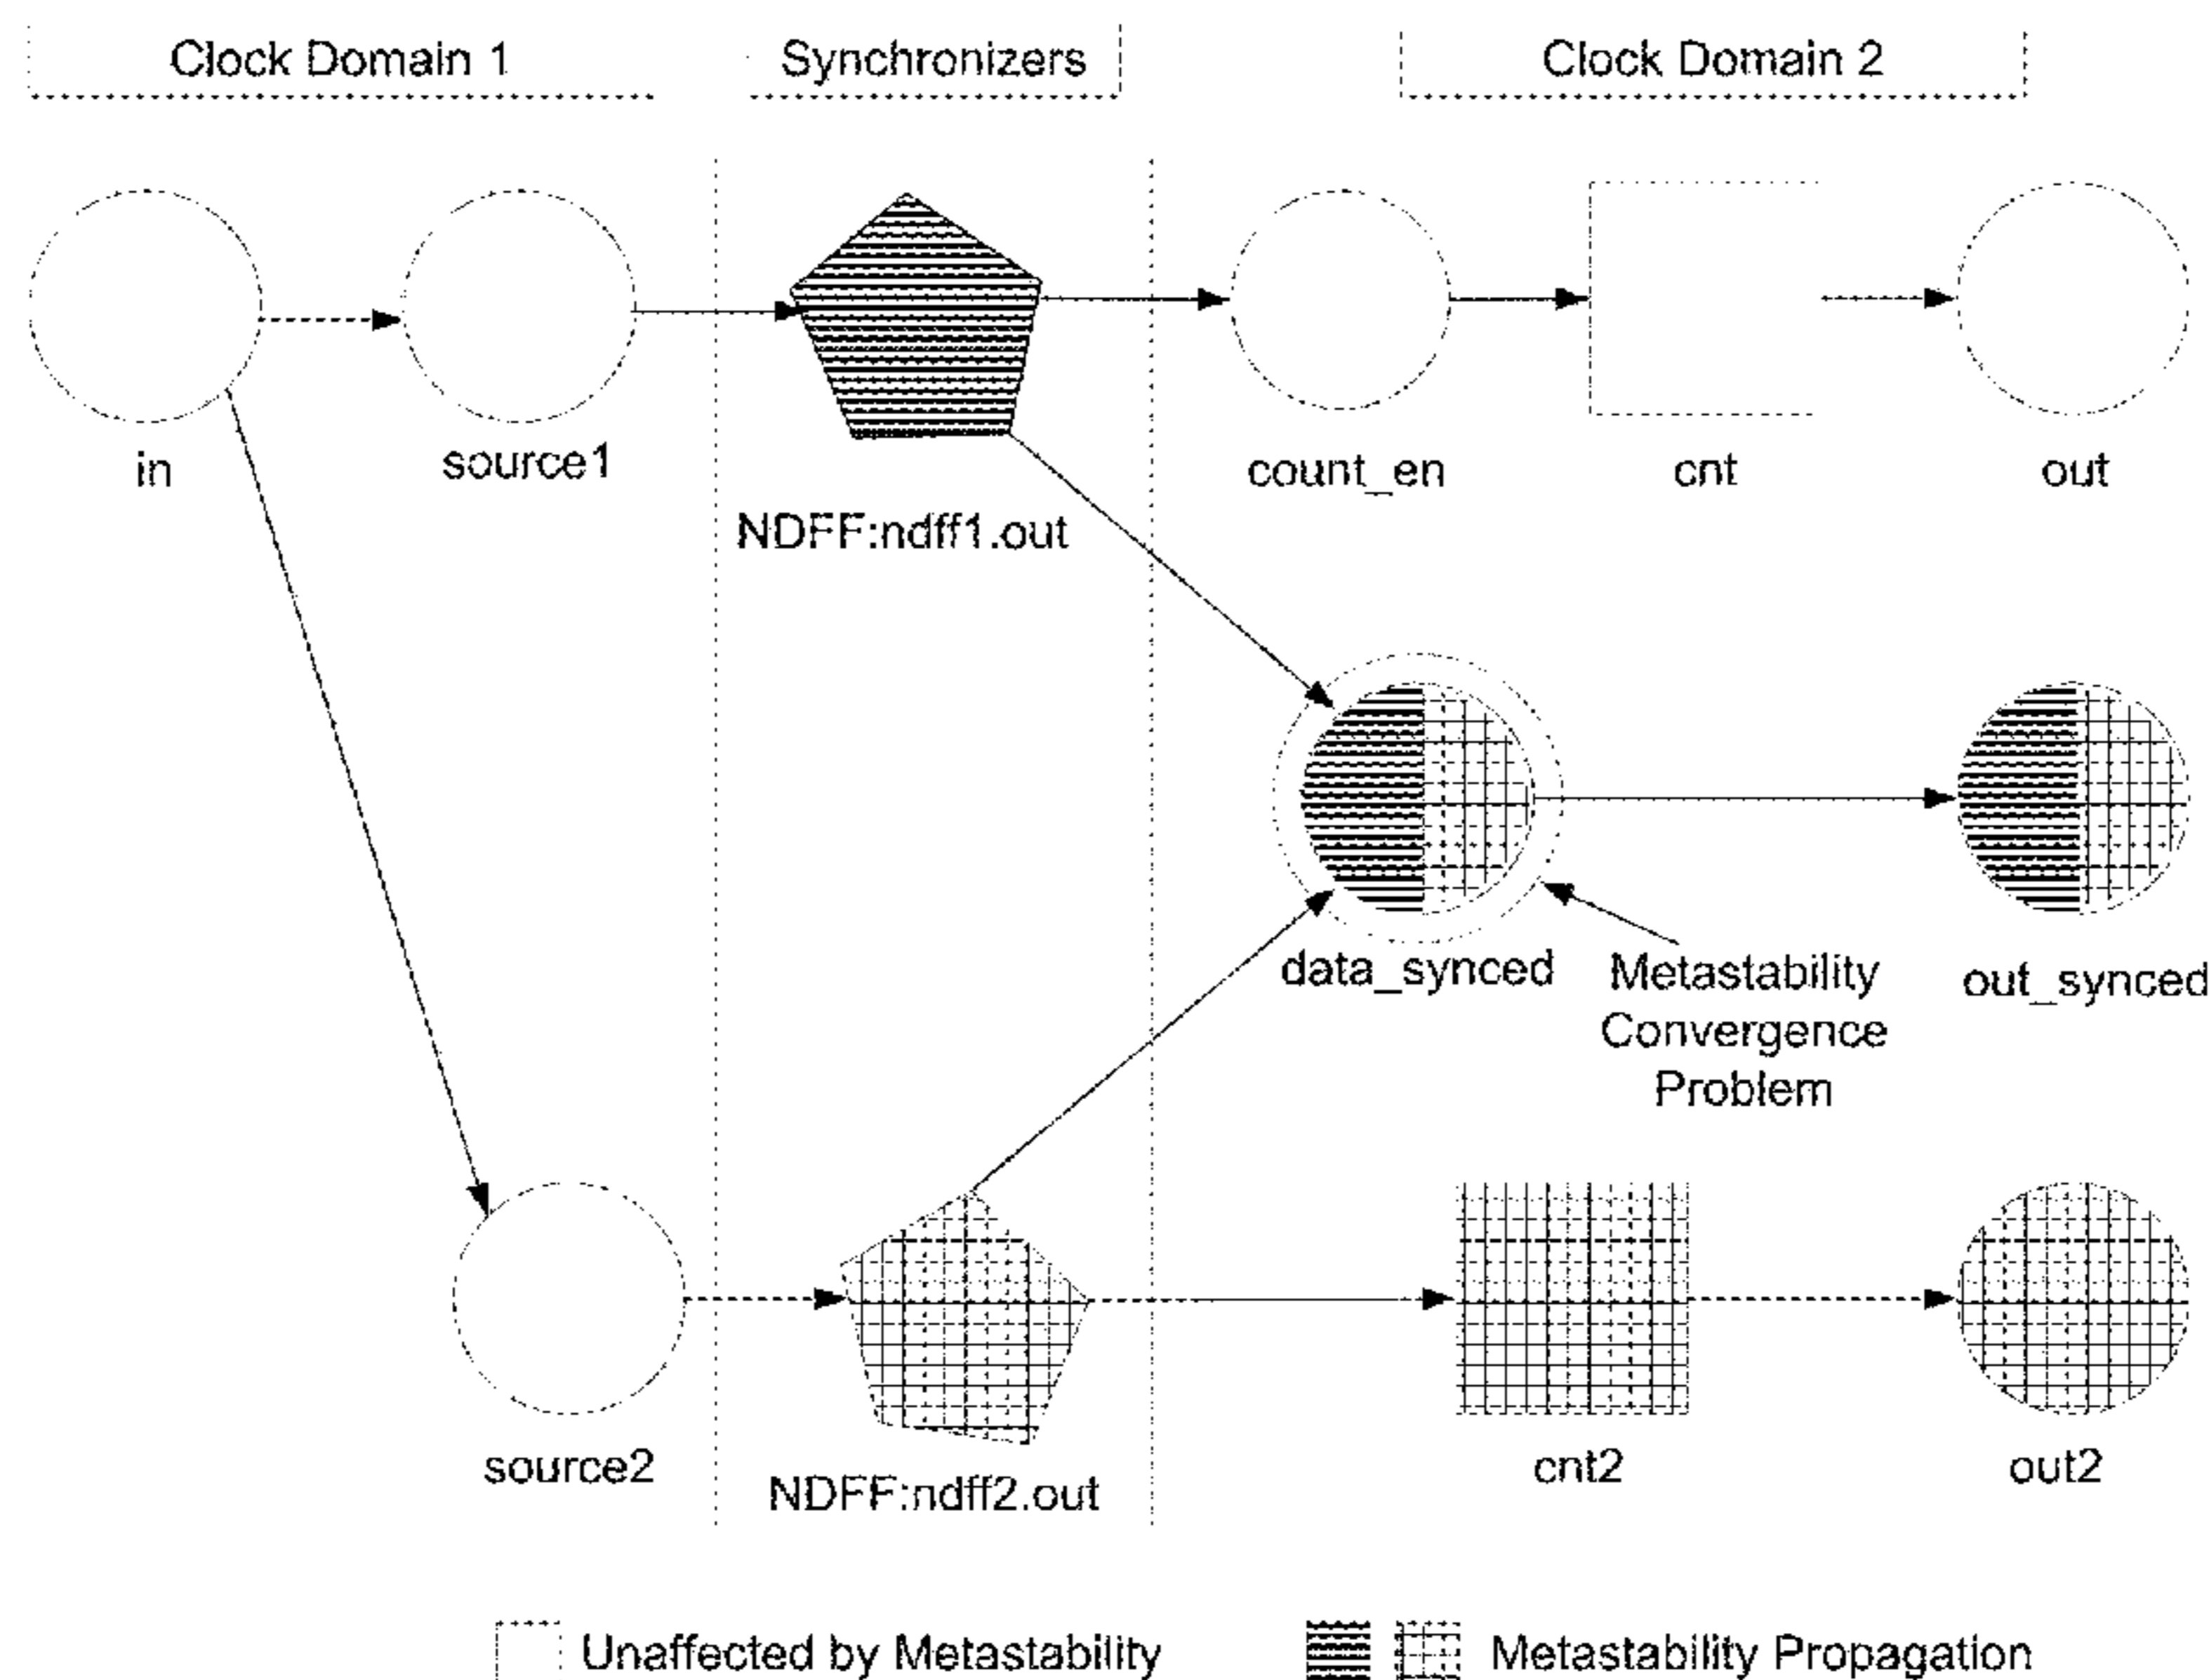 Clock Domain 1
Synchronizers
Clock Domain 2
in
source1
NDFF:ndff1.out
count_en
cnt
out
data_synced
Metastability
Convergence
Problem
out_synced
source2
NDFF:ndff2.out
cnt2
out2
Unaffected by Metastability
Metastability Propagation